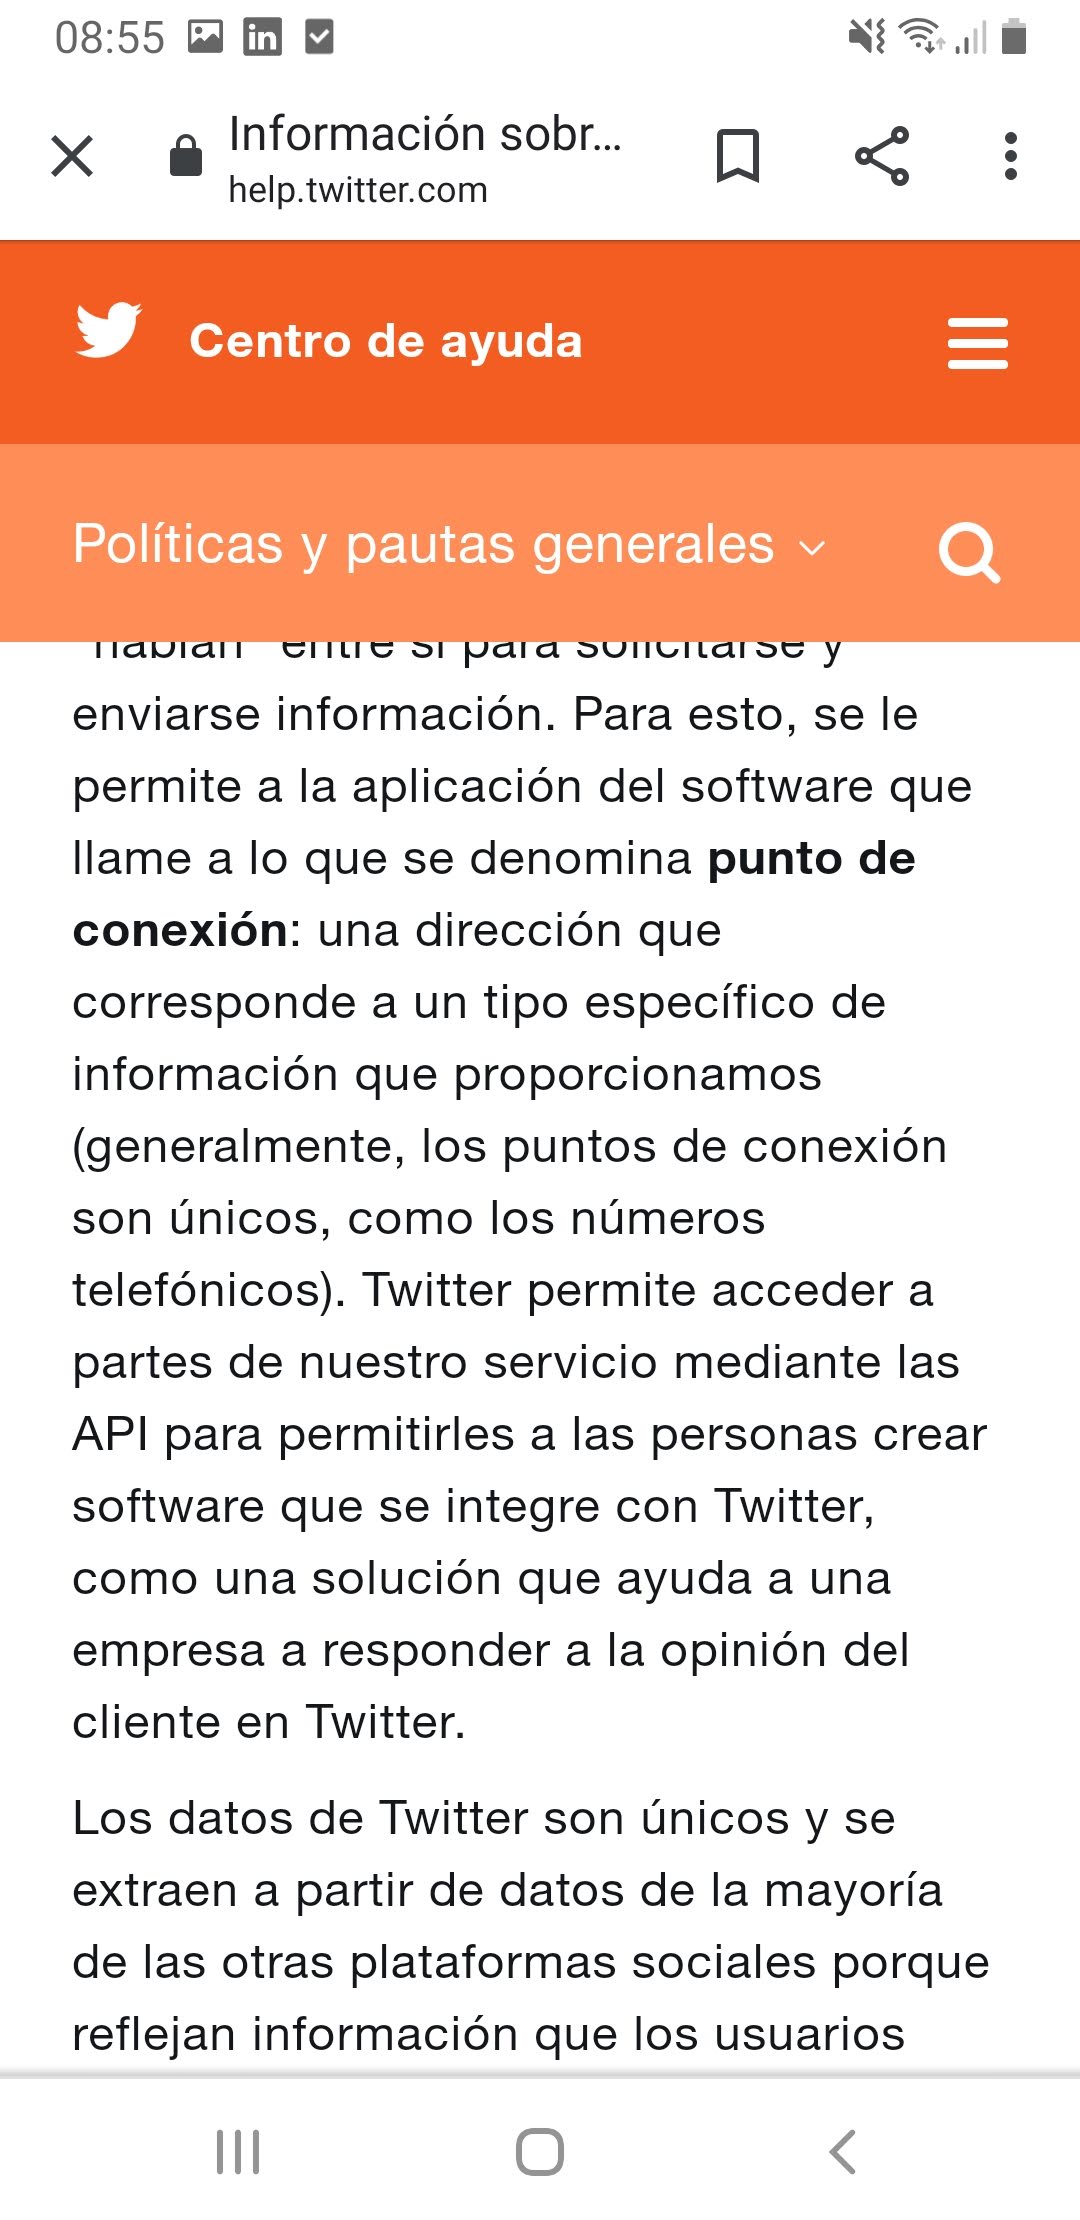 08:55
Información sobr...
help.twitter.com
Centro de ayuda
Políticas y pautas generales
"hablan" entre sí para solicitarse y
enviarse información. Para esto, se le
permite a la aplicación del software que
llame a lo que se denomina punto de
conexión: una dirección que
corresponde a un tipo específico de
información que proporcionamos
(generalmente, los puntos de conexión
son únicos, como los números
telefónicos). Twitter permite acceder a
partes de nuestro servicio mediante las
API para permitirles a las personas crear
software que se integre con Twitter,
como una solución que ayuda a una
empresa a responder a la opinión del
cliente en Twitter.
Los datos de Twitter son únicos y se
extraen a partir de datos de la mayoría
de las otras plataformas sociales porque
reflejan información que los usuarios